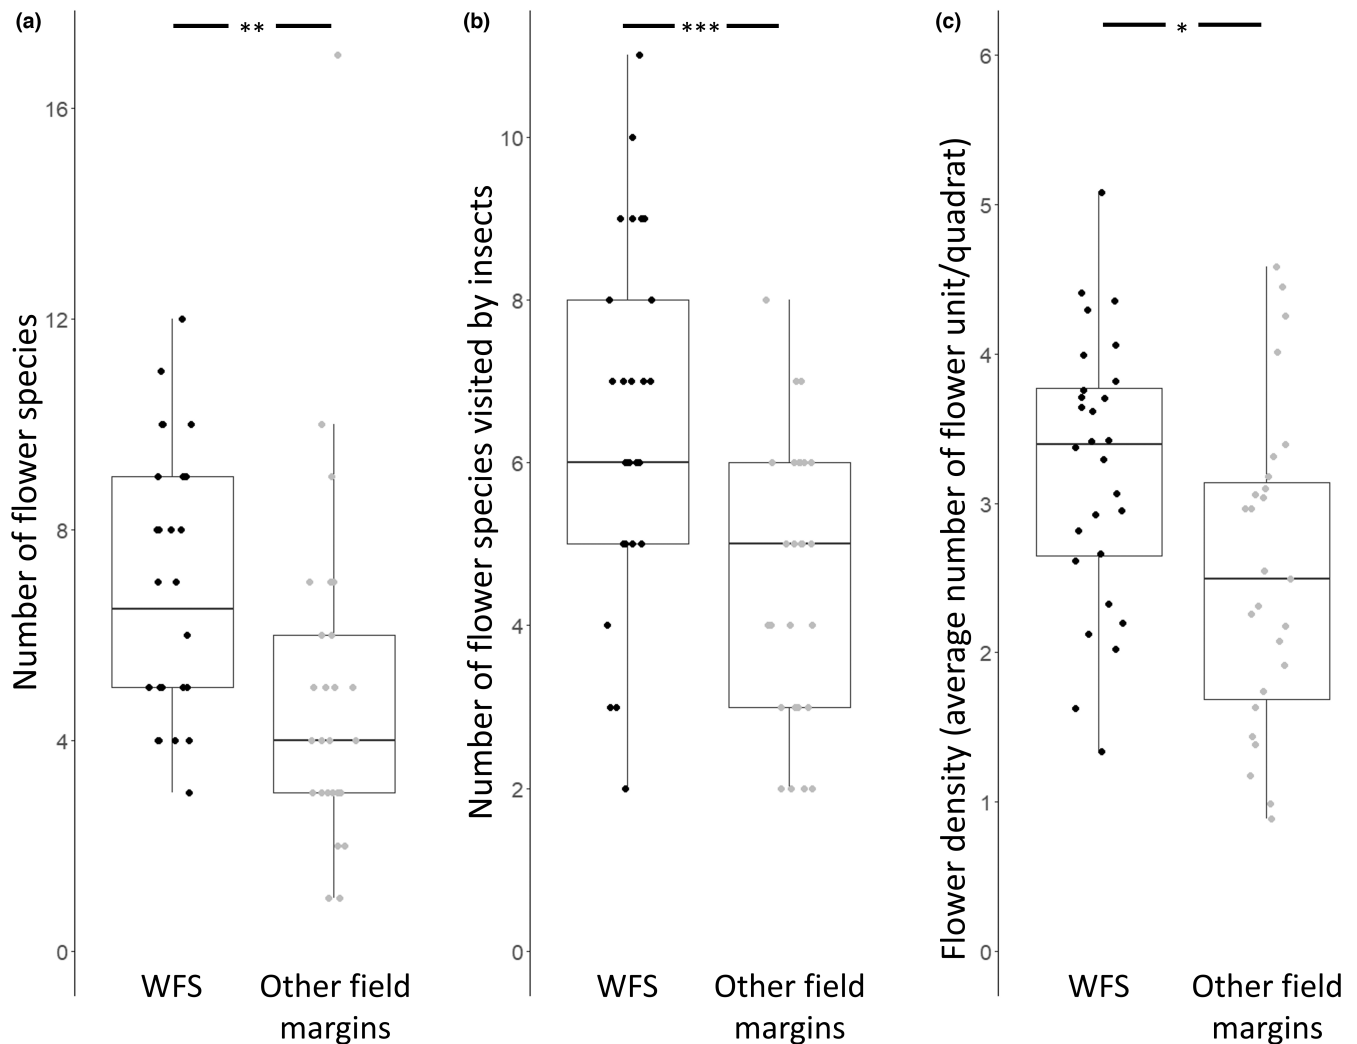 (a)
**
Number of flower species
16
12
8
4
0
WFS
Other field
margins
(b)
***
Number of flower species visited by insects
10
8
6
4
2
0
WFS
Other field
margins
(c)
*
Flower density (average number of flower unit/quadrat)
6
5
4
3
2
1
0
WFS
Other field
margins